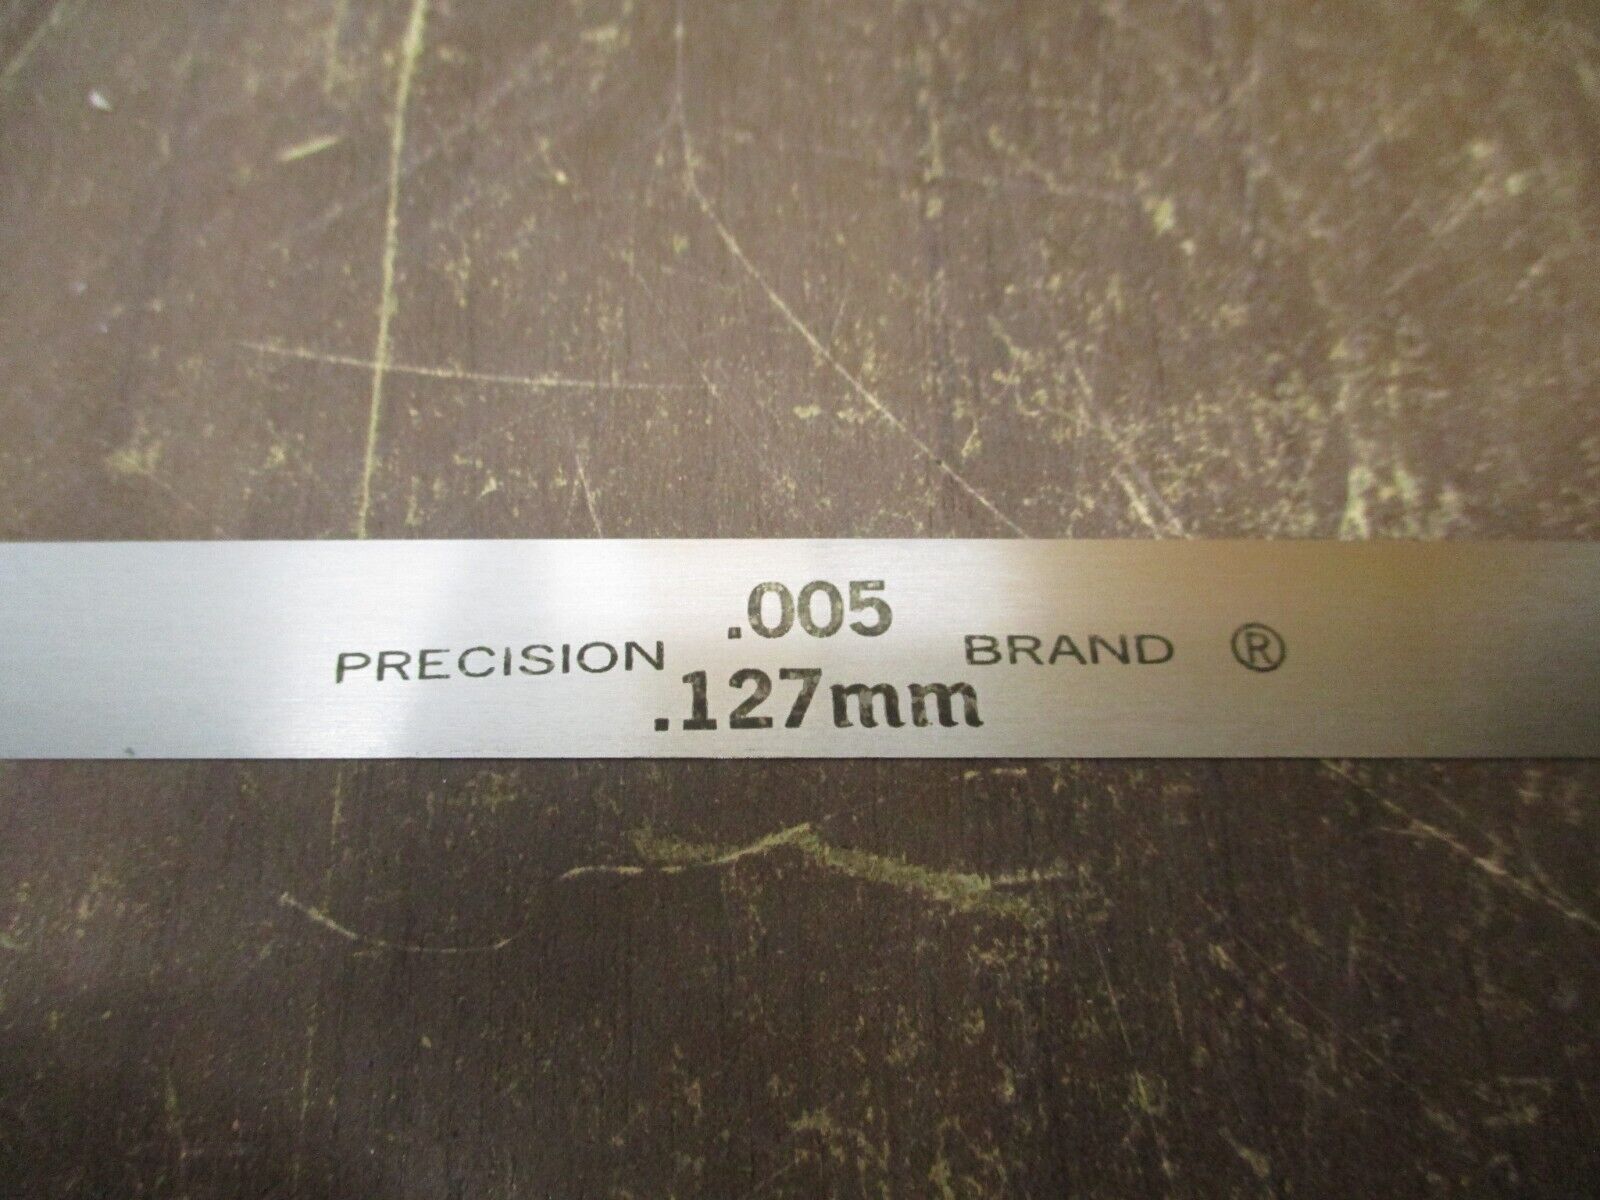 .005
PRECISION BRAND ®
.127mm